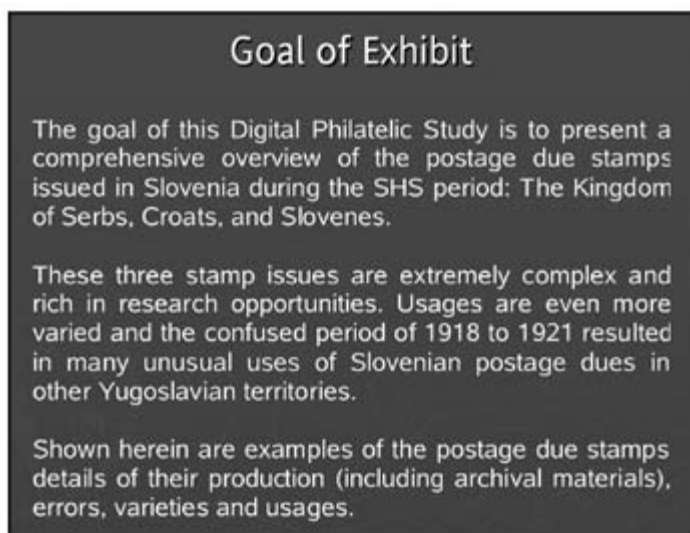 Goal of Exhibit
The goal of this Digital Philatelic Study is to present a
comprehensive overview of the postage due stamps
issued in Slovenia during the SHS period: The Kingdom
of Serbs, Croats, and Slovenes.
These three stamp issues are extremely complex and
rich in research opportunities. Usages are even more
varied and the confused period of 1918 to 1921 resulted
in many unusual uses of Slovenian postage dues in
other Yugoslavian territories.
Shown herein are examples of the postage due stamps
details of their production (including archival materials),
errors, varieties and usages.